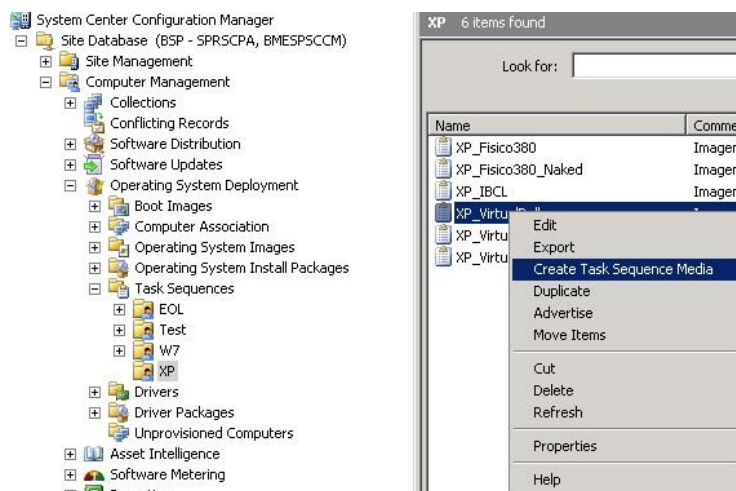 System Center Configuration Manager
Site Database (BSP - SPRSCPA, BMESPSCCM)
Site Management
Computer Management
Collections
Conflicting Records
Software Distribution
Software Updates
Operating System Deployment
Boot Images
Computer Association
Operating System Images
Operating System Install Packages
Task Sequences
EOL
Test
W7
XP
Drivers
Driver Packages
Unprovisioned Computers
Asset Intelligence
Software Metering
XP 6 items found
Look for:
Name Comme
XP_Fisico380 Imager
XP_Fisico380_Naked Imager
XP_IBCL Imager
XP_Virtu
XP_Virtu
XP_Virtu
Edit
Export
Create Task Sequence Media
Duplicate
Advertise
Move Items
Cut
Delete
Refresh
Properties
Help